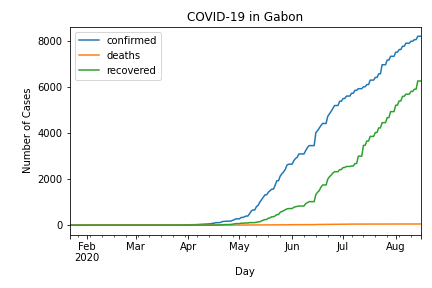 COVID-19 in Gabon
confirmed
deaths
recovered
Number of Cases
8000
6000
4000
2000
0
Feb Mar Apr May Jun Jul Aug
2020
Day